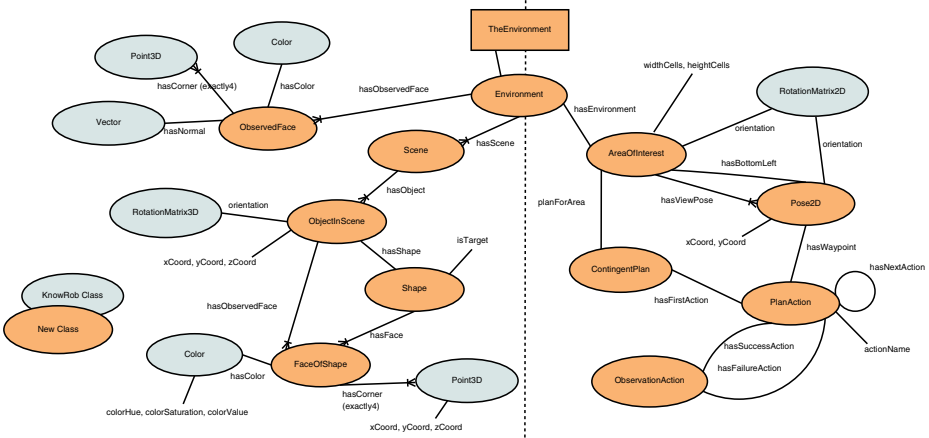 TheEnvironment
Color
Point3D
hasCorner (exactly4)
hasColor
hasObservedFace
Environment
widthCells, heightCells
RotationMatrix2D
Vector
hasNormal
ObservedFace
hasEnvironment
orientation
hasScene
Scene
AreaOfInterest
orientation
hasBottomLeft
hasObject
hasViewPose
Pose2D
planForArea
RotationMatrix3D
orientation
ObjectInScene
xCoord, yCoord, zCoord
hasShape
isTarget
xCoord, yCoord
hasWaypoint
hasNextAction
ContingentPlan
hasFirstAction
PlanAction
KnowRob Class
New Class
Shape
hasObservedFace
hasFace
actionName
hasSuccessAction
hasFailureAction
Color
hasColor
FaceOfShape
hasCorner
(exactly4)
Point3D
ObservationAction
colorHue, colorSaturation, colorValue
xCoord, yCoord, zCoord